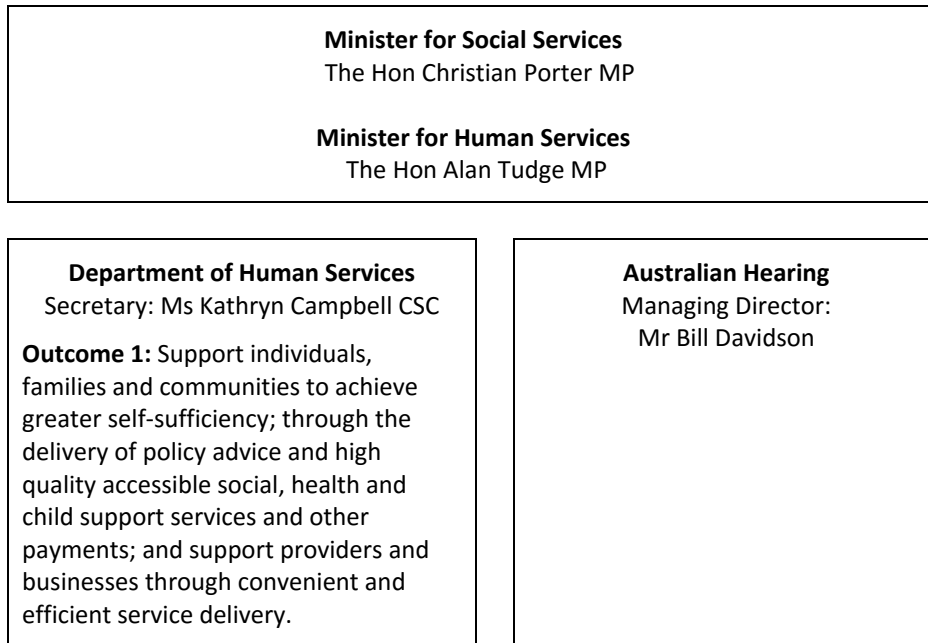 Minister for Social Services
The Hon Christian Porter MP
Minister for Human Services
The Hon Alan Tudge MP
Department of Human Services
Secretary: Ms Kathryn Campbell CSC
Outcome 1: Support individuals,
families and communities to achieve
greater self-sufficiency; through the
delivery of policy advice and high
quality accessible social, health and
child support services and other
payments; and support providers and
businesses through convenient and
efficient service delivery.
Australian Hearing
Managing Director:
Mr Bill Davidson